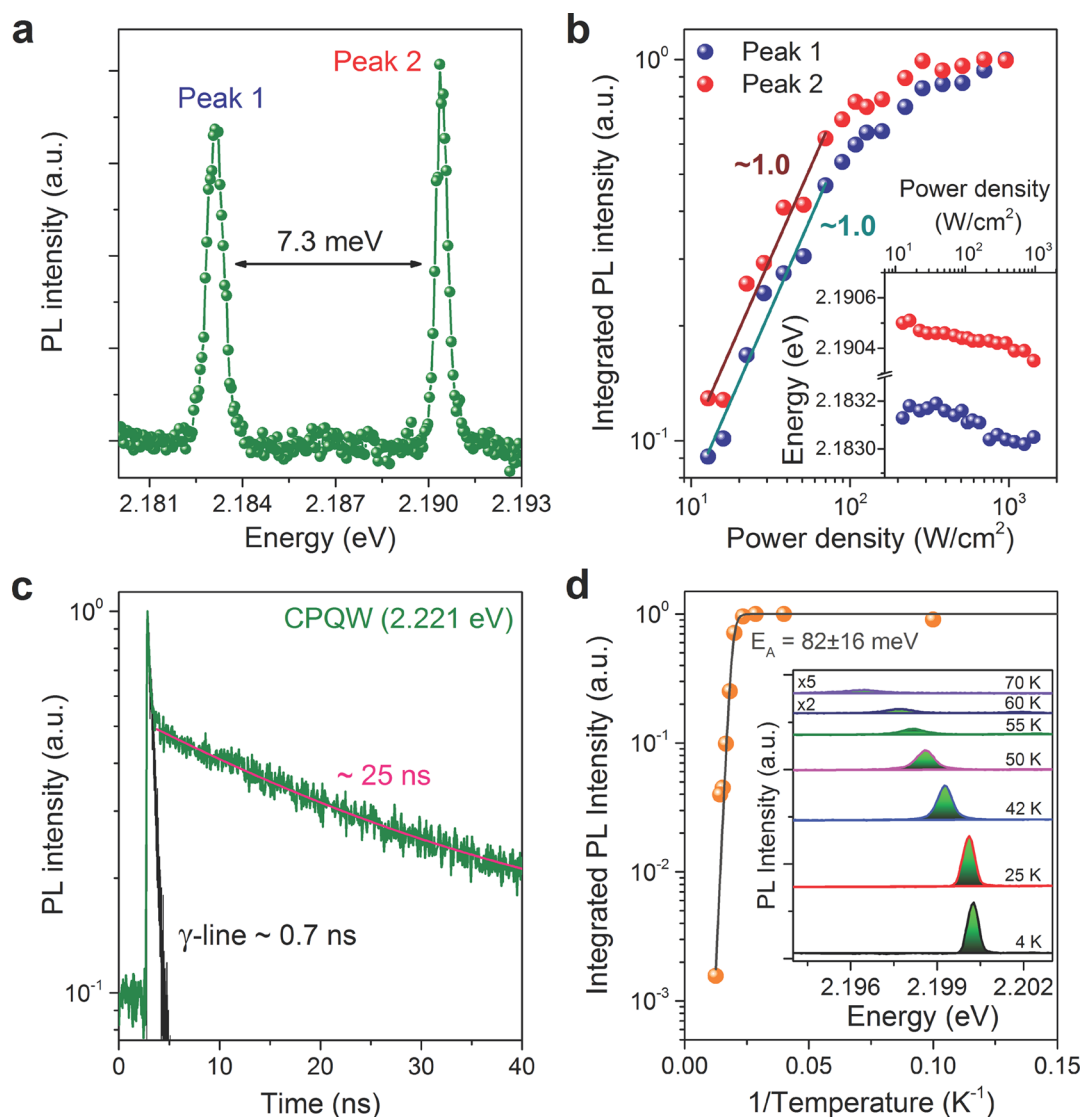 a
PL intensity (a.u.)
Peak 1
Peak 2
7.3 meV
2.181 2.184 2.187 2.190 2.193
Energy (eV)
b
Integrated PL intensity (a.u.)
10⁰
10⁻¹
Peak 1
Peak 2
~1.0
~1.0
Power density
(W/cm²)
10¹ 10² 10³
Energy (eV)
2.1906
2.1904
2.1832
2.1830
10¹ 10² 10³
Power density (W/cm²)
c
PL intensity (a.u.)
10⁰
10⁻¹
CPQW (2.221 eV)
~ 25 ns
γ-line ~ 0.7 ns
0 5 10 20 30 40
Time (ns)
d
Integrated PL Intensity (a.u.)
10⁰
10⁻¹
10⁻²
10⁻³
E_A = 82±16 meV
PL Intensity (a.u.)
x5 70 K
x2 60 K
55 K
50 K
42 K
25 K
4 K
2.196 2.199 2.202
Energy (eV)
0.00 0.05 0.10 0.15
1/Temperature (K⁻¹)